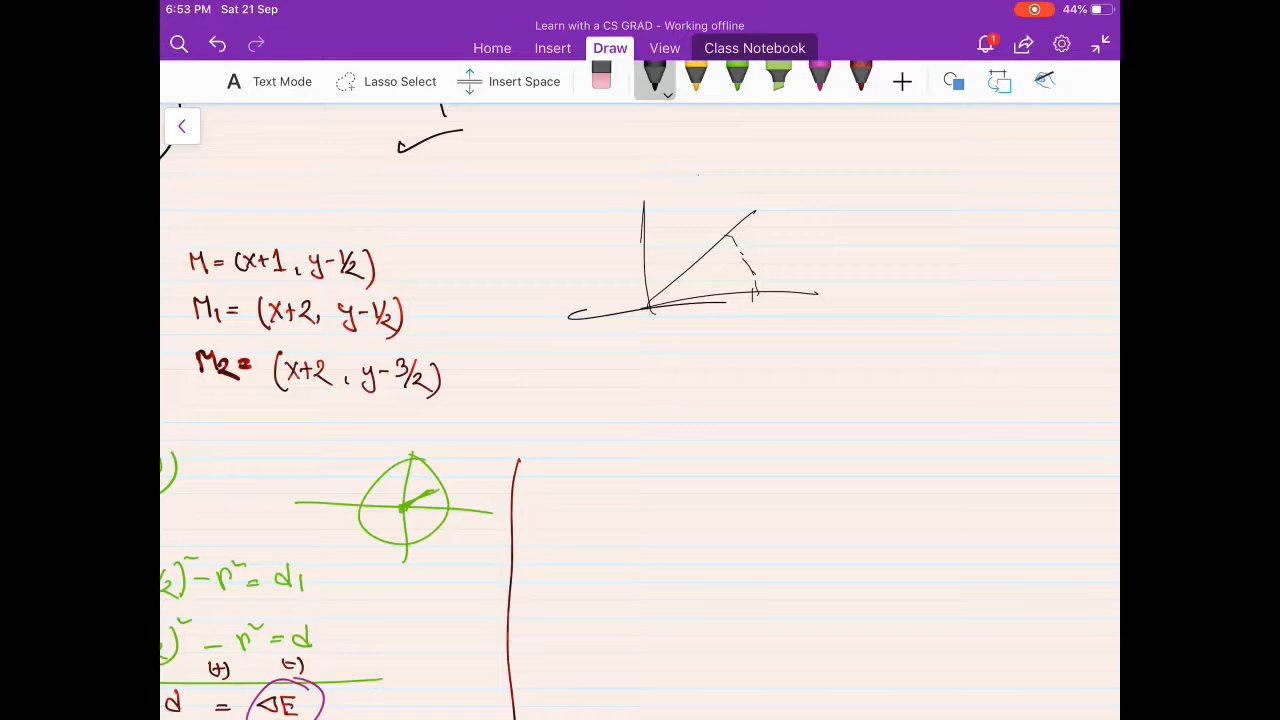 6:53 PM Sat 21 Sep
44%
Learn with a CS GRAD - Working offline
Home Insert Draw View Class Notebook
1
A Text Mode Lasso Select Insert Space
M = (x+1, y-1/2)
M1 = (x+2, y-1/2)
M2 = (x+2, y-3/2)
)² - r² = d1
)² - r² = d
(+) (-)
d = △E